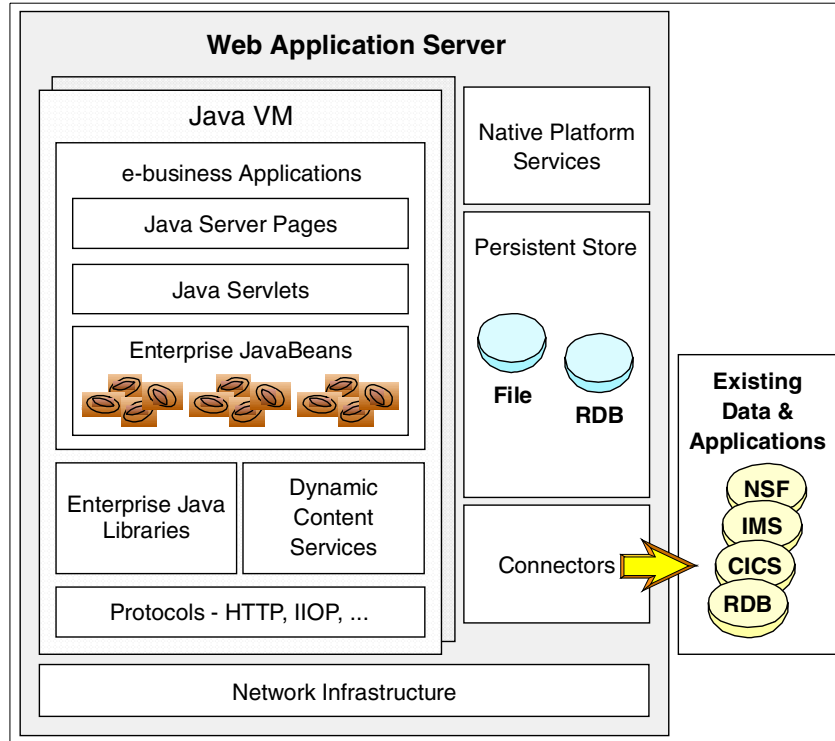 Web Application Server
Java VM
e-business Applications
Java Server Pages
Java Servlets
Enterprise JavaBeans
Enterprise Java
Libraries
Dynamic
Content
Services
Protocols - HTTP, IIOP, ...
Native Platform
Services
Persistent Store
File
RDB
Connectors
Network Infrastructure
Existing
Data &
Applications
NSF
IMS
CICS
RDB